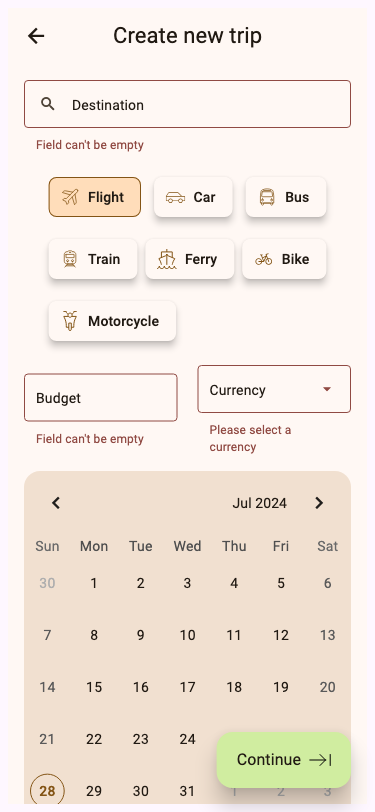 Create new trip
Destination
Field can't be empty
Flight Car Bus
Train Ferry Bike
Motorcycle
Budget Currency
Field can't be empty Please select a
currency
Jul 2024
Sun Mon Tue Wed Thu Fri Sat
30 1 2 3 4 5 6
7 8 9 10 11 12 13
14 15 16 17 18 19 20
21 22 23 24
Continue
28 29 30 31 1 2 3